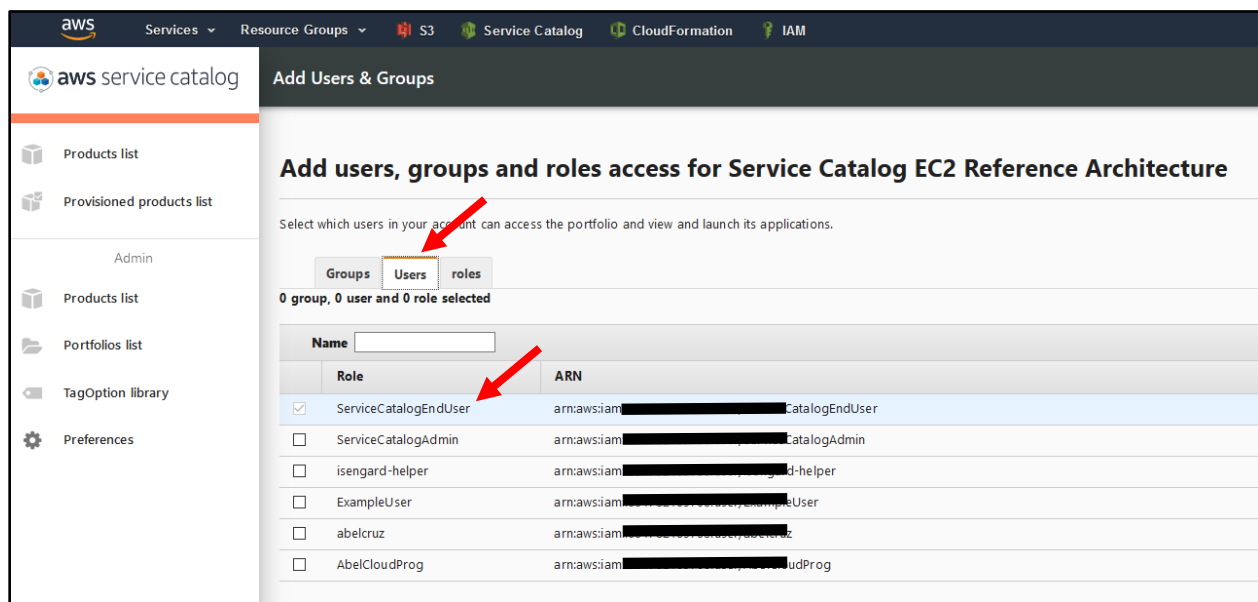 aws Services Resource Groups S3 Service Catalog CloudFormation IAM
aws service catalog
Add Users & Groups
Products list
Provisioned products list
Admin
Products list
Portfolios list
TagOption library
Preferences
Add users, groups and roles access for Service Catalog EC2 Reference Architecture
Select which users in your account can access the portfolio and view and launch its applications.
Groups Users roles
0 group, 0 user and 0 role selected
Name
Role ARN
ServiceCatalogEndUser arn:aws:iam CatalogEndUser
ServiceCatalogAdmin arn:aws:iam CatalogAdmin
isengard-helper arn:aws:iam d-helper
ExampleUser arn:aws:iam eUser
abelcruz arn:aws:iam z
AbelCloudProg arn:aws:iam udProg